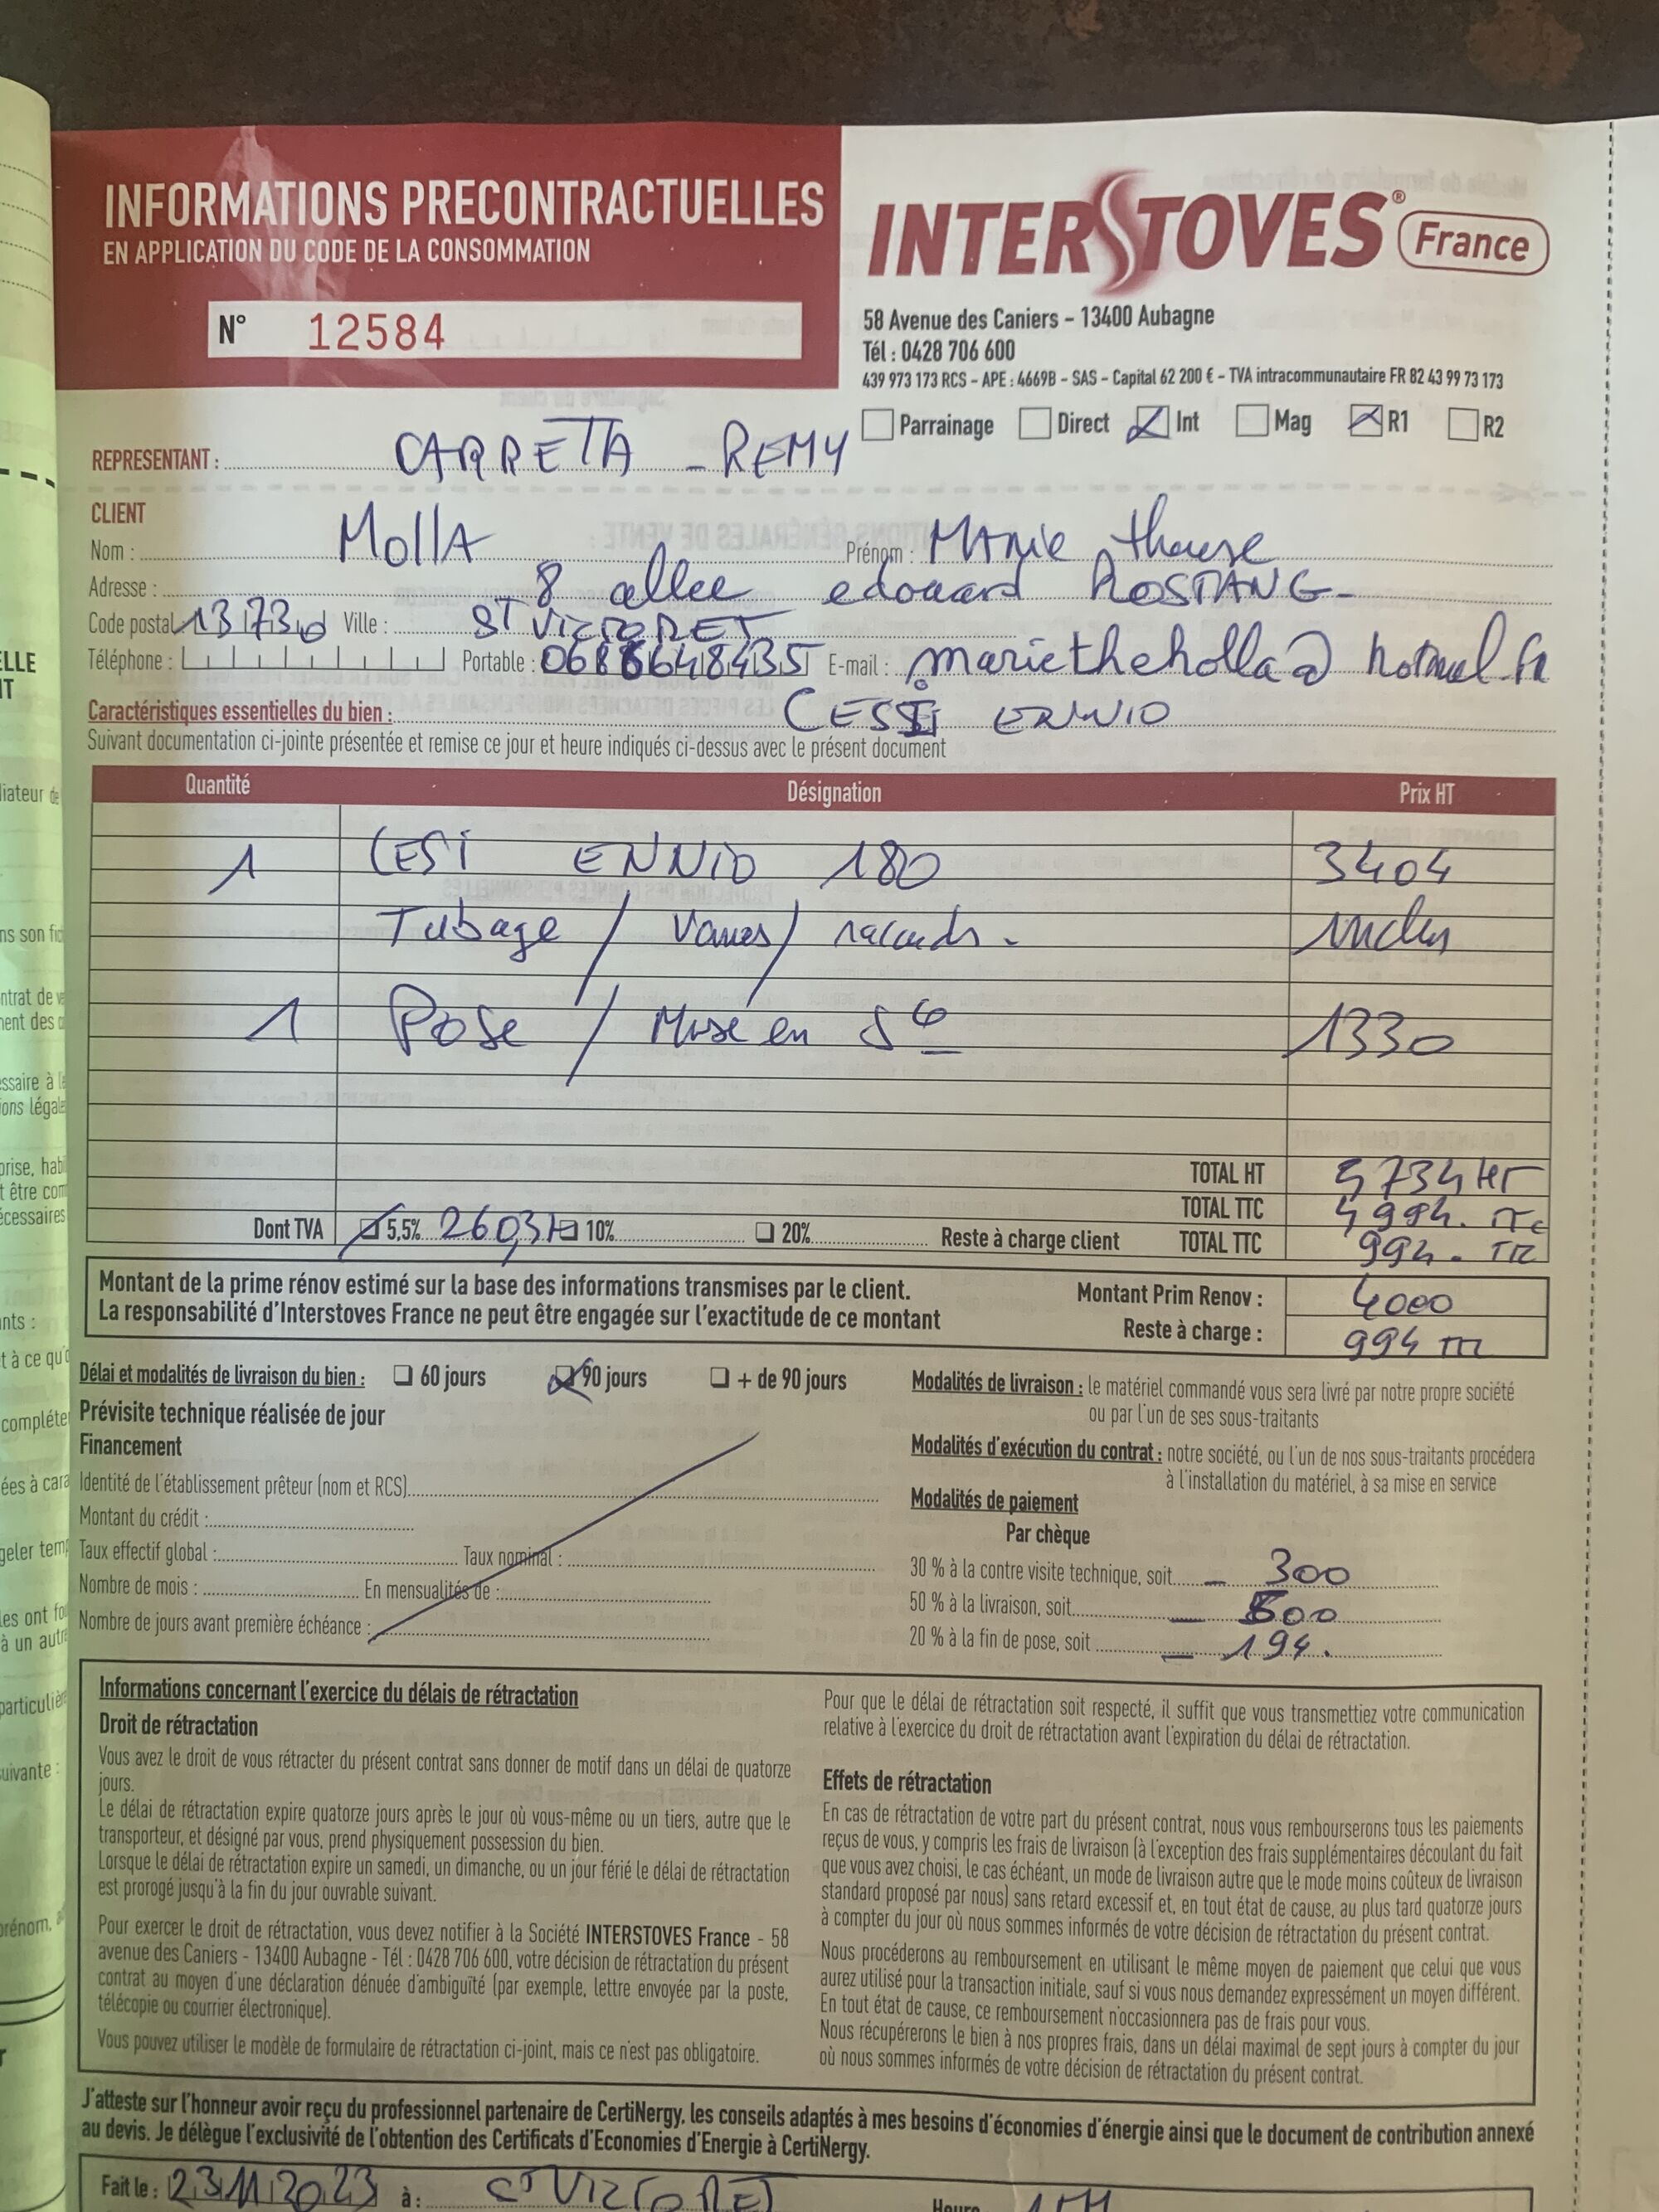 INFORMATIONS PRECONTRACTUELLES
EN APPLICATION DU CODE DE LA CONSOMMATION
N° 12584
INTERSTOVES® France
58 Avenue des Caniers – 13400 Aubagne
Tél : 0428 706 600
439 973 173 RCS – APE : 4669B – SAS – Capital 62 200 € – TVA intracommunautaire FR 82 43 99 73 173
Parrainage Direct Int Mag R1 R2
REPRESENTANT : CARRETA - REMY
CLIENT
Nom : MollA Prénom : MARie therese
Adresse : 8 allee edouard ROSTANG-
Code postal 13730 Ville : ST VICTORET
Téléphone : Portable : 0688648435 E-mail : marietheholla@hotmail.fr
Caractéristiques essentielles du bien : CESI ENNIO
Suivant documentation ci-jointe présentée et remise ce jour et heure indiqués ci-dessus avec le présent document
Quantité Désignation Prix HT
1 CESI ENNIO 180 3404
Tubage / Vannes / raccords - inclus
1 Pose / Mise en S 1330
TOTAL HT 4734 HT
TOTAL TTC 4994. TTC
Dont TVA 5,5% 260,37 10% 20% Reste à charge client TOTAL TTC 994 - TTC
Montant de la prime rénov estimé sur la base des informations transmises par le client.
La responsabilité d'Interstoves France ne peut être engagée sur l'exactitude de ce montant
Montant Prim Renov : 4000
Reste à charge : 994 TTC
Délai et modalités de livraison du bien : 60 jours 90 jours + de 90 jours
Prévisite technique réalisée de jour
Financement
Identité de l'établissement prêteur (nom et RCS)
Montant du crédit :
Taux effectif global : Taux nominal :
Nombre de mois : En mensualités de :
Nombre de jours avant première échéance :
Modalités de livraison : le matériel commandé vous sera livré par notre propre société
ou par l'un de ses sous-traitants
Modalités d'exécution du contrat : notre société, ou l'un de nos sous-traitants procédera
à l'installation du matériel, à sa mise en service
Modalités de paiement
Par chèque
30 % à la contre visite technique, soit - 300
50 % à la livraison, soit - 500
20 % à la fin de pose, soit - 194.
Informations concernant l'exercice du délais de rétractation
Droit de rétractation
Vous avez le droit de vous rétracter du présent contrat sans donner de motif dans un délai de quatorze
jours.
Le délai de rétractation expire quatorze jours après le jour où vous-même ou un tiers, autre que le
transporteur, et désigné par vous, prend physiquement possession du bien.
Lorsque le délai de rétractation expire un samedi, un dimanche, ou un jour férié le délai de rétractation
est prorogé jusqu'à la fin du jour ouvrable suivant.
Pour exercer le droit de rétractation, vous devez notifier à la Société INTERSTOVES France - 58
avenue des Caniers - 13400 Aubagne - Tél : 0428 706 600, votre décision de rétractation du présent
contrat au moyen d'une déclaration dénuée d'ambiguïté (par exemple, lettre envoyée par la poste,
télécopie ou courrier électronique).
Vous pouvez utiliser le modèle de formulaire de rétractation ci-joint, mais ce n'est pas obligatoire.
Pour que le délai de rétractation soit respecté, il suffit que vous transmettiez votre communication
relative à l'exercice du droit de rétractation avant l'expiration du délai de rétractation.
Effets de rétractation
En cas de rétractation de votre part du présent contrat, nous vous rembourserons tous les paiements
reçus de vous, y compris les frais de livraison (à l'exception des frais supplémentaires découlant du fait
que vous avez choisi, le cas échéant, un mode de livraison autre que le mode moins coûteux de livraison
standard proposé par nous) sans retard excessif et, en tout état de cause, au plus tard quatorze jours
à compter du jour où nous sommes informés de votre décision de rétractation du présent contrat.
Nous procéderons au remboursement en utilisant le même moyen de paiement que celui que vous
aurez utilisé pour la transaction initiale, sauf si vous nous demandez expressément un moyen différent.
En tout état de cause, ce remboursement n'occasionnera pas de frais pour vous.
Nous récupérerons le bien à nos propres frais, dans un délai maximal de sept jours à compter du jour
où nous sommes informés de votre décision de rétractation du présent contrat.
J'atteste sur l'honneur avoir reçu du professionnel partenaire de CertiNergy, les conseils adaptés à mes besoins d'économies d'énergie ainsi que le document de contribution annexé
au devis. Je délègue l'exclusivité de l'obtention des Certificats d'Economies d'Energie à CertiNergy.
Fait le : 23112023 à : ST VICTORET Heure